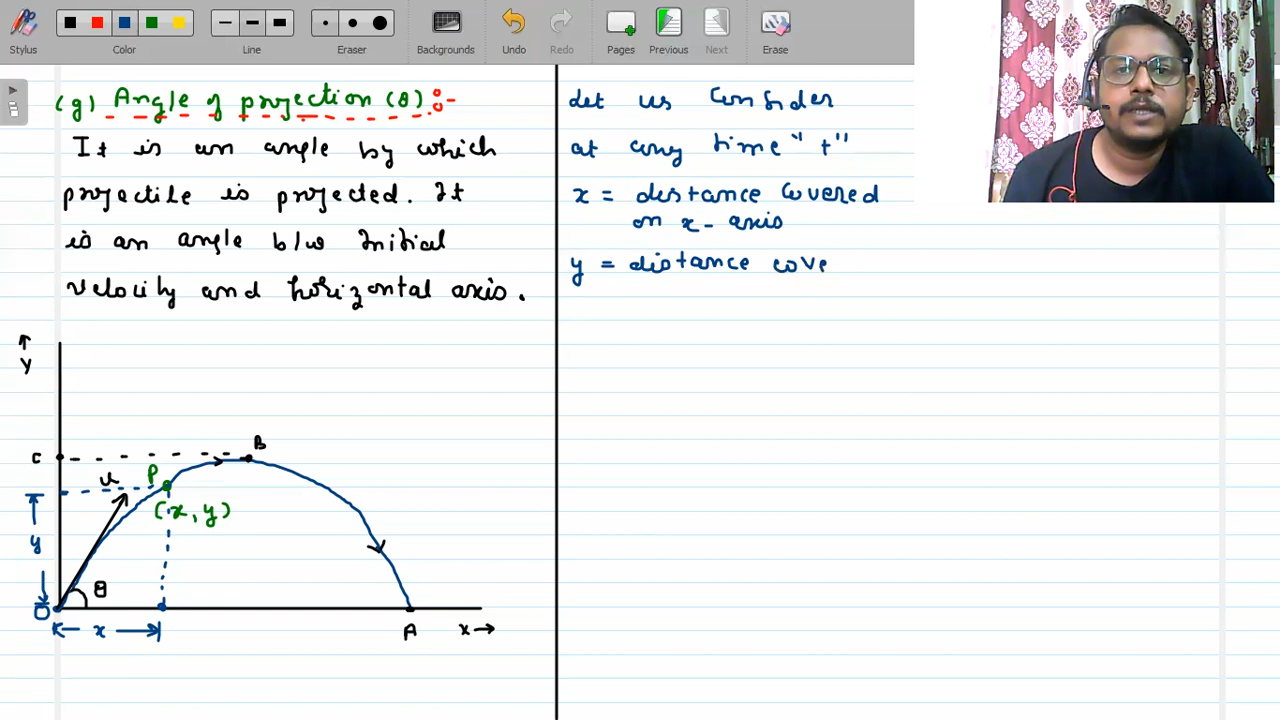 Stylus
Color
Line
Eraser
Backgrounds
Undo
Redo
Pages
Previous
Next
Erase
(g) Angle of projection (θ) :-
It is an angle by which
projectile is projected. It
is an angle b/w Initial
velocity and horizontal axis.
Y
C
B
u
P
(x, y)
y
θ
O
x
A
x→
Let us Consider
at any time "t"
x = distance Covered
on x-axis
y = distance cove